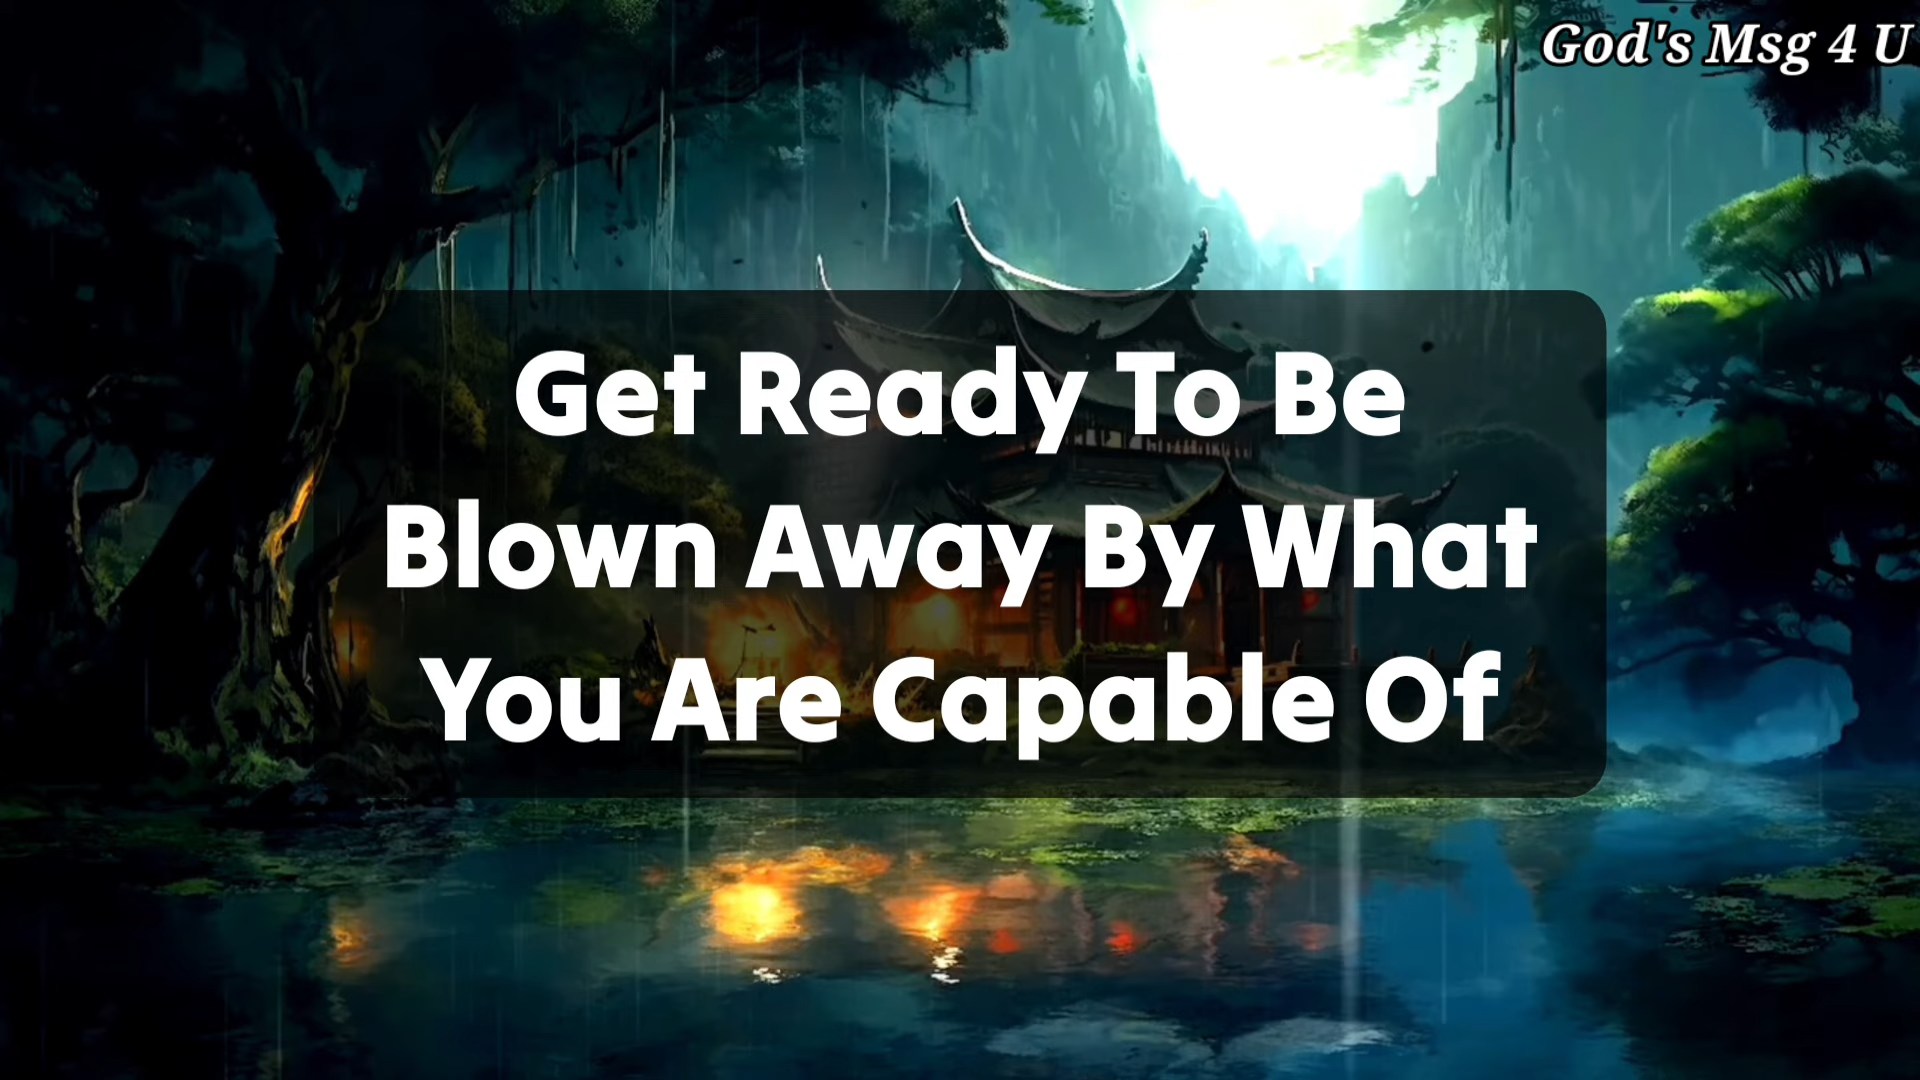 God's Msg 4 U
Get Ready To Be
Blown Away By What
You Are Capable Of